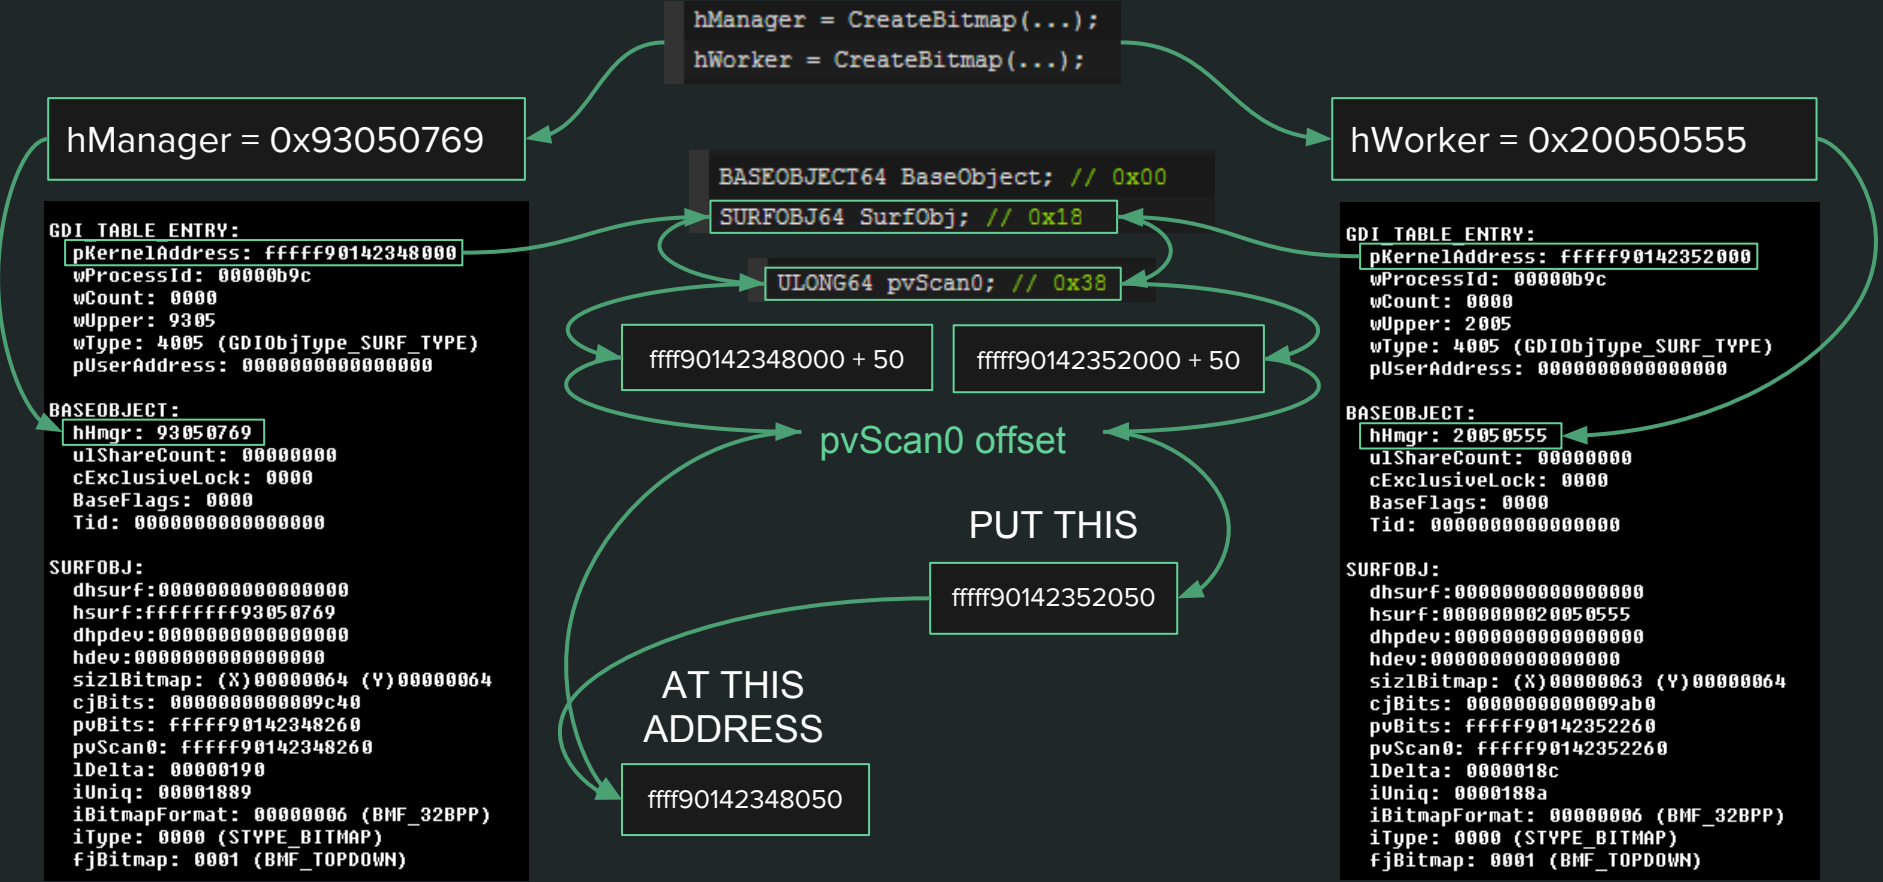 hManager = CreateBitmap(...);
hWorker = CreateBitmap(...);
hManager = 0x93050769
hWorker = 0x20050555
BASEOBJECT64 BaseObject; // 0x00
SURFOBJ64 SurfObj; // 0x18
ULONG64 pvScan0; // 0x38
ffff90142348000 + 50
fffff90142352000 + 50
pvScan0 offset
PUT THIS
fffff90142352050
AT THIS
ADDRESS
ffff90142348050
GDI_TABLE_ENTRY:
pKernelAddress: fffff90142348000
wProcessId: 00000b9c
wCount: 0000
wUpper: 9305
wType: 4005 (GDIObjType_SURF_TYPE)
pUserAddress: 0000000000000000
BASEOBJECT:
hHmgr: 93050769
ulShareCount: 00000000
cExclusiveLock: 0000
BaseFlags: 0000
Tid: 0000000000000000
SURFOBJ:
dhsurf:0000000000000000
hsurf:ffffffff93050769
dhpdev:0000000000000000
hdev:0000000000000000
sizlBitmap: (X)00000064 (Y)00000064
cjBits: 0000000000009c40
pvBits: fffff90142348260
pvScan0: fffff90142348260
lDelta: 00000190
iUniq: 00001889
iBitmapFormat: 00000006 (BMF_32BPP)
iType: 0000 (STYPE_BITMAP)
fjBitmap: 0001 (BMF_TOPDOWN)
GDI_TABLE_ENTRY:
pKernelAddress: fffff90142352000
wProcessId: 00000b9c
wCount: 0000
wUpper: 2005
wType: 4005 (GDIObjType_SURF_TYPE)
pUserAddress: 0000000000000000
BASEOBJECT:
hHmgr: 20050555
ulShareCount: 00000000
cExclusiveLock: 0000
BaseFlags: 0000
Tid: 0000000000000000
SURFOBJ:
dhsurf:0000000000000000
hsurf:0000000020050555
dhpdev:0000000000000000
hdev:0000000000000000
sizlBitmap: (X)00000063 (Y)00000064
cjBits: 0000000000009ab0
pvBits: fffff90142352260
pvScan0: fffff90142352260
lDelta: 0000018c
iUniq: 0000188a
iBitmapFormat: 00000006 (BMF_32BPP)
iType: 0000 (STYPE_BITMAP)
fjBitmap: 0001 (BMF_TOPDOWN)